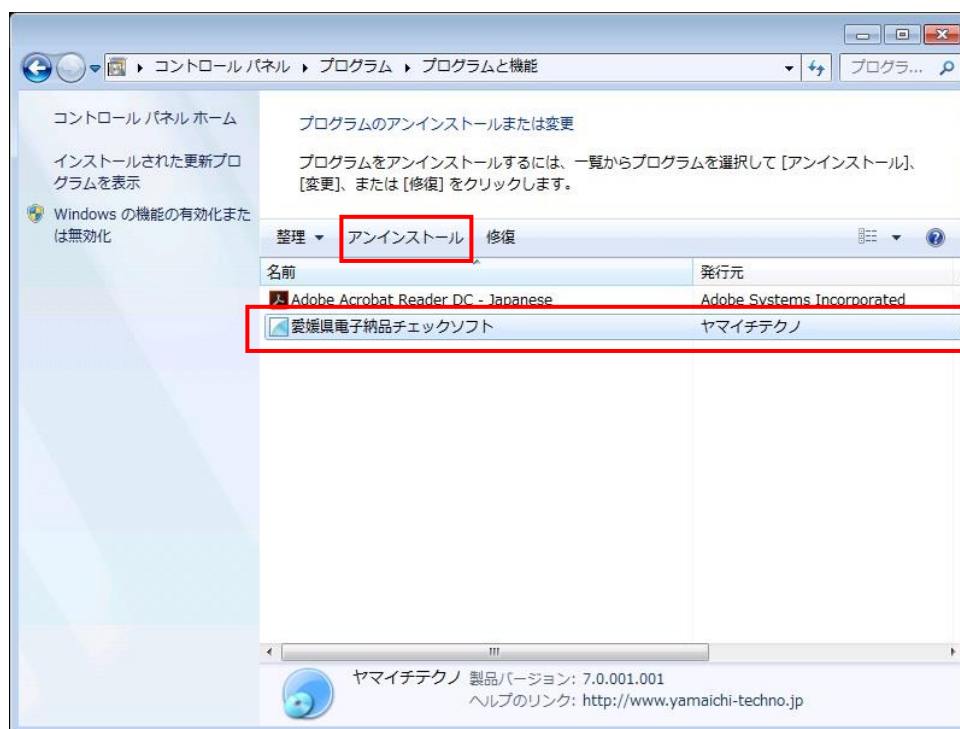 コントロール パネル プログラム プログラムと機能
プログラ...
コントロール パネル ホーム
インストールされた更新プロ
グラムを表示
Windows の機能の有効化また
は無効化
プログラムのアンインストールまたは変更
プログラムをアンインストールするには、一覧からプログラムを選択して [アンインストール]、
[変更]、または [修復] をクリックします。
整理 アンインストール 修復
名前 発行元
Adobe Acrobat Reader DC - Japanese Adobe Systems Incorporated
愛媛県電子納品チェックソフト ヤマイチテクノ
ヤマイチテクノ 製品バージョン: 7.0.001.001
ヘルプのリンク: http://www.yamaichi-techno.jp